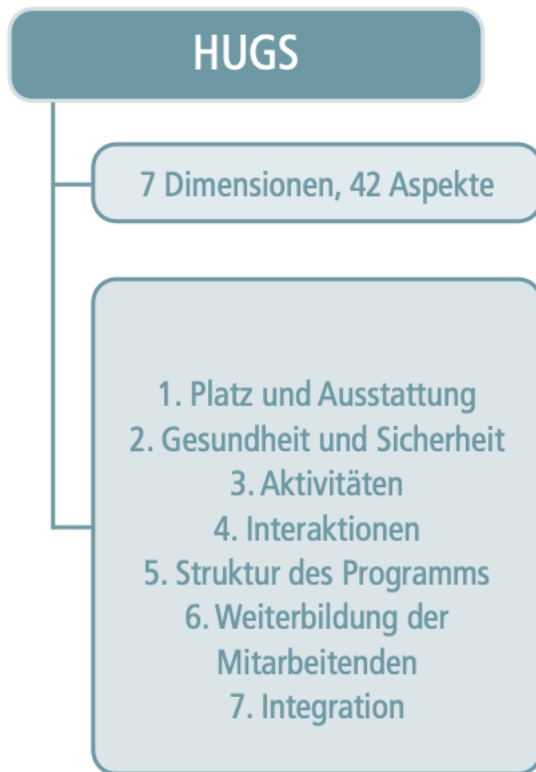 HUGS
7 Dimensionen, 42 Aspekte
1. Platz und Ausstattung
2. Gesundheit und Sicherheit
3. Aktivitäten
4. Interaktionen
5. Struktur des Programms
6. Weiterbildung der
Mitarbeitenden
7. Integration